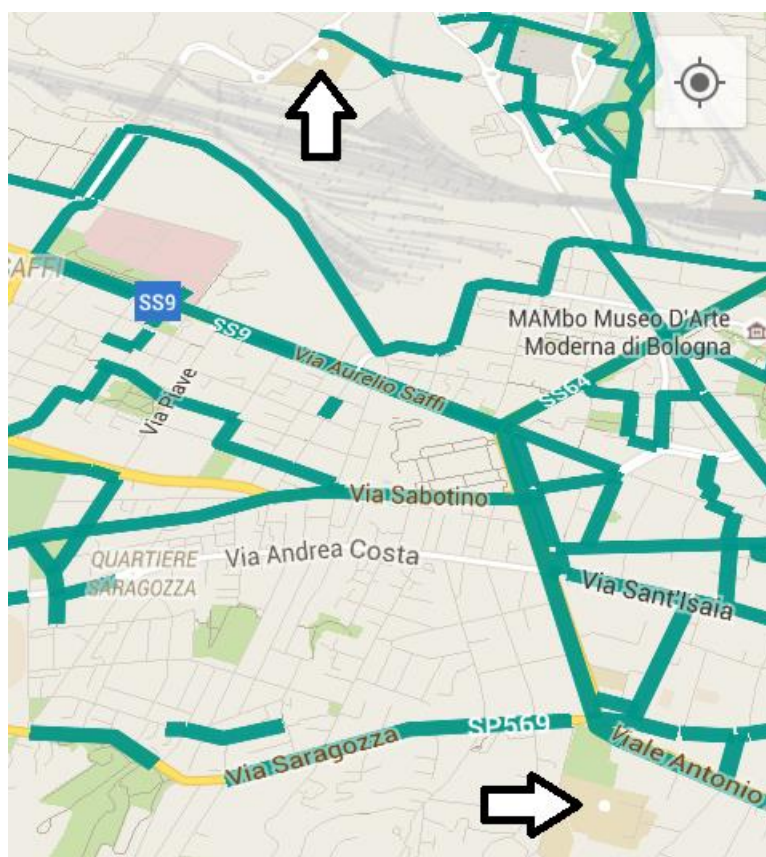 SAFFI
SS9
SS9
MAMbo Museo D'Arte
Moderna di Bologna
Via Aurelio Saffi
SS64
Via Piave
Via Sabotino
QUARTIERE
SARAGOZZA
Via Andrea Costa
Via Sant'Isaia
SP569
Via Saragozza
Viale Antonio